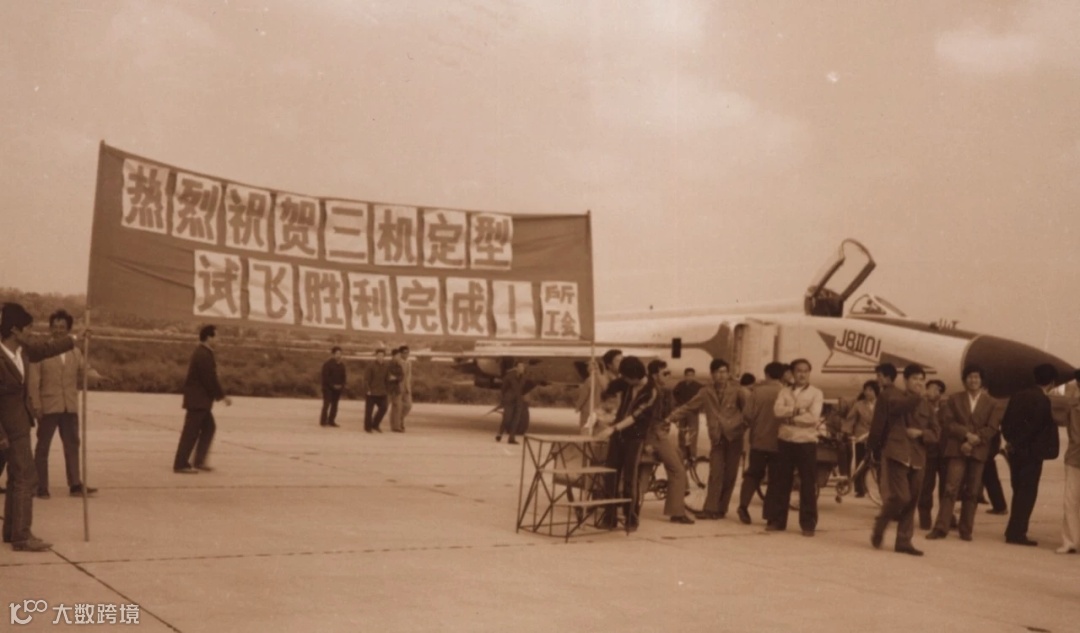 热烈祝贺三机定型
试飞胜利完成！
所
工会
J8Ⅱ01
大数跨境